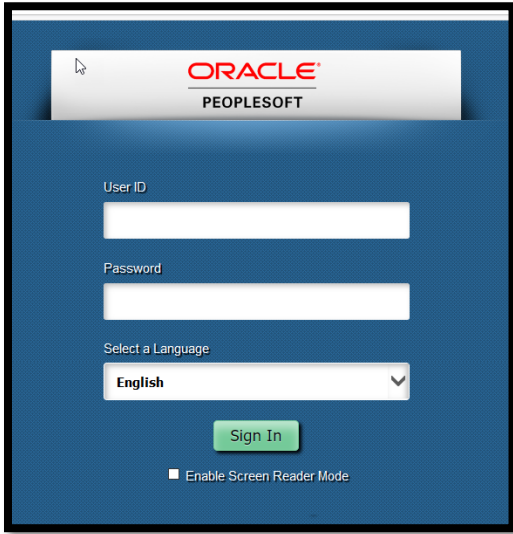 ORACLE
PEOPLESOFT
User ID
Password
Select a Language
English
Sign In
Enable Screen Reader Mode